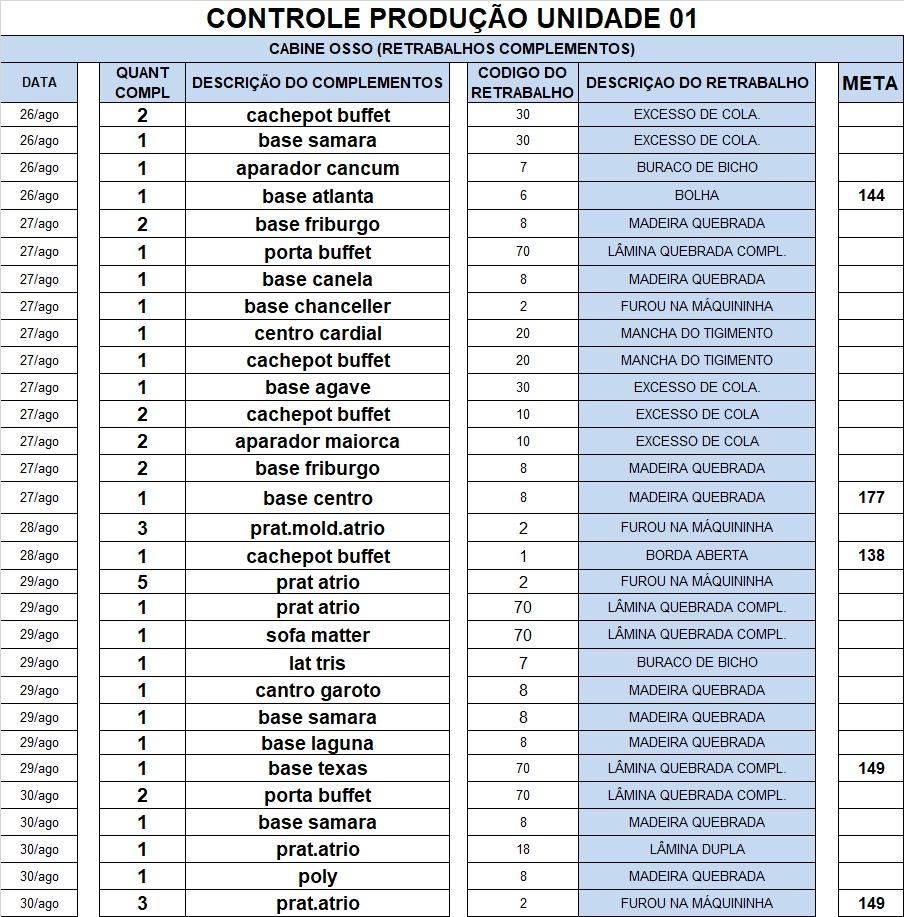 CONTROLE PRODUÇÃO UNIDADE 01
CABINE OSSO (RETRABALHOS COMPLEMENTOS)
DATA QUANT COMPL DESCRIÇÃO DO COMPLEMENTOS CODIGO DO RETRABALHO DESCRIÇAO DO RETRABALHO META
26/ago 2 cachepot buffet 30 EXCESSO DE COLA.
26/ago 1 base samara 30 EXCESSO DE COLA.
26/ago 1 aparador cancum 7 BURACO DE BICHO
26/ago 1 base atlanta 6 BOLHA 144
27/ago 2 base friburgo 8 MADEIRA QUEBRADA
27/ago 1 porta buffet 70 LÂMINA QUEBRADA COMPL.
27/ago 1 base canela 8 MADEIRA QUEBRADA
27/ago 1 base chanceller 2 FUROU NA MÁQUININHA
27/ago 1 centro cardial 20 MANCHA DO TIGIMENTO
27/ago 1 cachepot buffet 20 MANCHA DO TIGIMENTO
27/ago 1 base agave 30 EXCESSO DE COLA.
27/ago 2 cachepot buffet 10 EXCESSO DE COLA
27/ago 2 aparador maiorca 10 EXCESSO DE COLA
27/ago 2 base friburgo 8 MADEIRA QUEBRADA
27/ago 1 base centro 8 MADEIRA QUEBRADA 177
28/ago 3 prat.mold.atrio 2 FUROU NA MÁQUININHA
28/ago 1 cachepot buffet 1 BORDA ABERTA 138
29/ago 5 prat atrio 2 FUROU NA MÁQUININHA
29/ago 1 prat atrio 70 LÂMINA QUEBRADA COMPL.
29/ago 1 sofa matter 70 LÂMINA QUEBRADA COMPL.
29/ago 1 lat tris 7 BURACO DE BICHO
29/ago 1 cantro garoto 8 MADEIRA QUEBRADA
29/ago 1 base samara 8 MADEIRA QUEBRADA
29/ago 1 base laguna 8 MADEIRA QUEBRADA
29/ago 1 base texas 70 LÂMINA QUEBRADA COMPL. 149
30/ago 2 porta buffet 70 LÂMINA QUEBRADA COMPL.
30/ago 1 base samara 8 MADEIRA QUEBRADA
30/ago 1 prat.atrio 18 LÂMINA DUPLA
30/ago 1 poly 8 MADEIRA QUEBRADA
30/ago 3 prat.atrio 2 FUROU NA MÁQUININHA 149